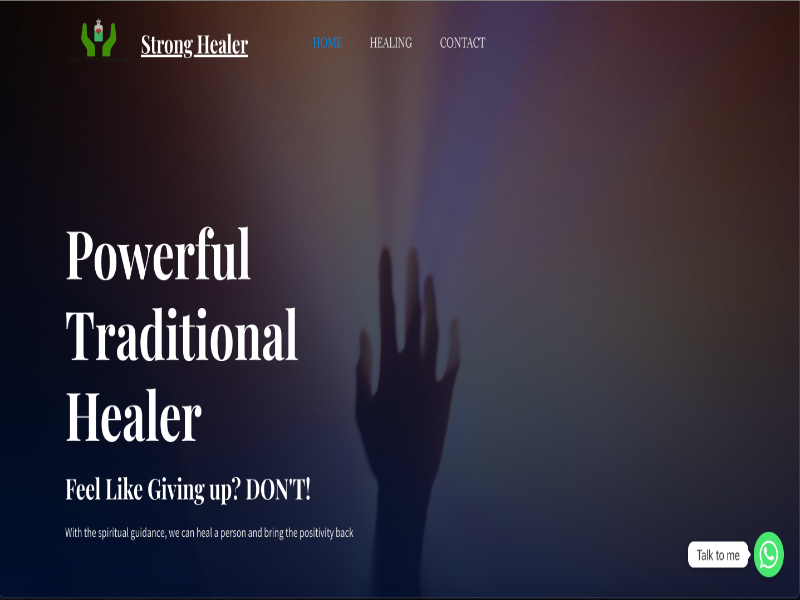 Strong Healer
HOME
HEALING
CONTACT
Powerful
Traditional
Healer
Feel Like Giving up? DON'T!
With the spiritual guidance, we can heal a person and bring the positivity back
Talk to me